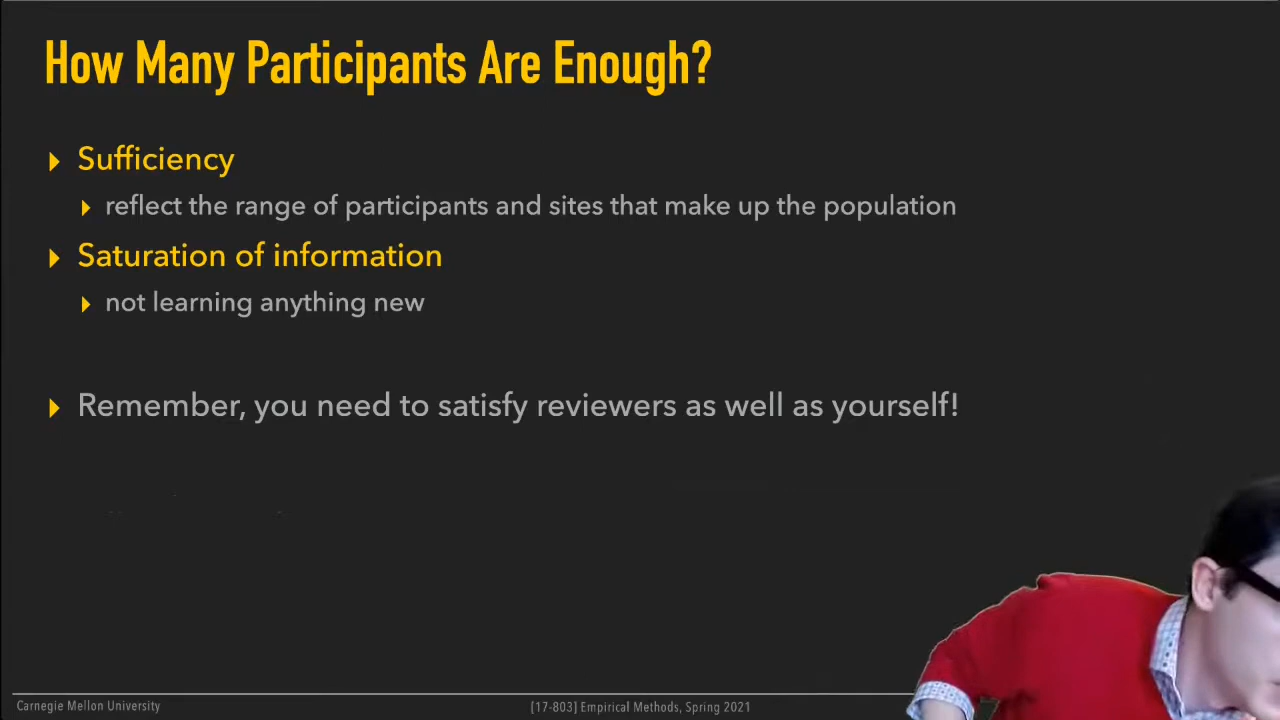 How Many Participants Are Enough?
Sufficiency
reflect the range of participants and sites that make up the population
Saturation of information
not learning anything new
Remember, you need to satisfy reviewers as well as yourself!
Carnegie Mellon University
[17-803] Empirical Methods, Spring 2021